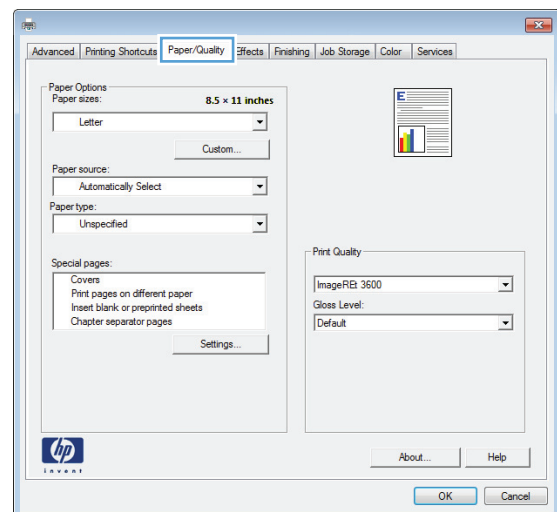 Advanced Printing Shortcuts Paper/Quality Effects Finishing Job Storage Color Services
Paper Options
Paper sizes: 8.5 × 11 inches
Letter
Custom...
Paper source:
Automatically Select
Paper type:
Unspecified
Special pages:
Covers
Print pages on different paper
Insert blank or preprinted sheets
Chapter separator pages
Settings...
E
Print Quality
ImageREt 3600
Gloss Level:
Default
hp
invent
About... Help
OK Cancel